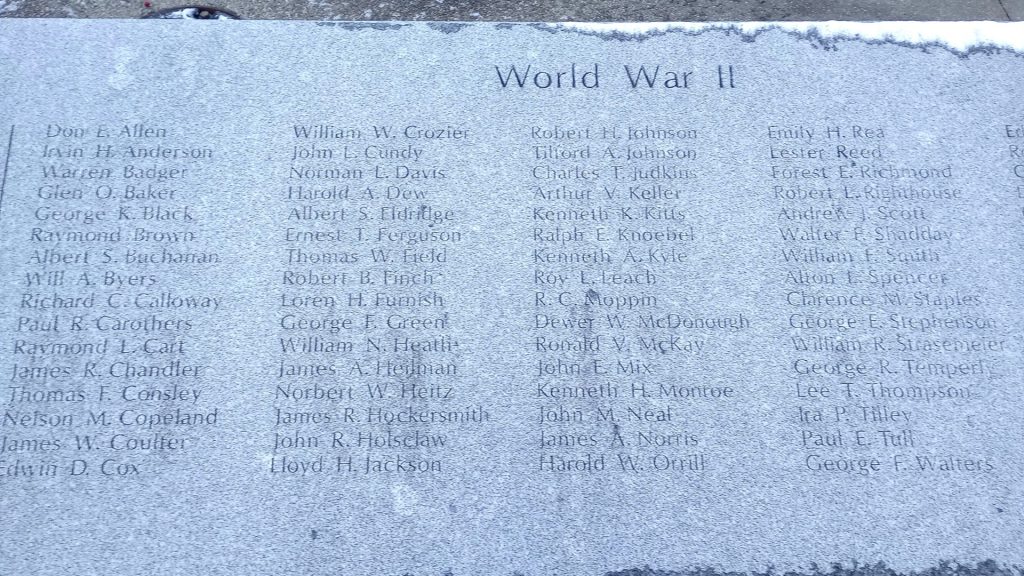 World War II
Don E. Allen
Irvin H. Anderson
Warren Badger
Glen O. Baker
George K. Black
Raymond Brown
Albert S. Buchanan
Will A. Byers
Richard C. Calloway
Paul R. Carothers
Raymond L. Cart
James R. Chandler
Thomas F. Consley
Nelson M. Copeland
James W. Coulter
Edwin D. Cox
William W. Crozier
John L. Cundy
Norman L. Davis
Harold A. Dew
Albert S. Eldridge
Ernest T. Ferguson
Thomas W. Field
Robert B. Finch
Loren H. Furnish
George F. Green
William N. Heath
James A. Heilman
Norbert W. Heitz
James R. Hockersmith
John R. Holsclaw
Lloyd H. Jackson
Robert H. Johnson
Tilford A. Johnson
Charles T. Judkins
Arthur V. Keller
Kenneth K. Kitts
Ralph E. Knoebel
Kenneth A. Kyle
Roy L. Leach
R. C. Moppin
Dewer W. McDonough
Ronald V. McKay
John E. Mix
Kenneth H. Monroe
John M. Neal
James A. Norris
Harold W. Orrill
Emily H. Rea
Lester Reed
Forest E. Richmond
Robert L. Righthouse
Andrew J. Scott
Walter F. Shadday
William F. Smith
Alton L. Spencer
Clarence M. Staples
George E. Stephenson
William R. Strasemeier
George R. Temperly
Lee T. Thompson
Ira P. Tilley
Paul E. Tull
George F. Walters